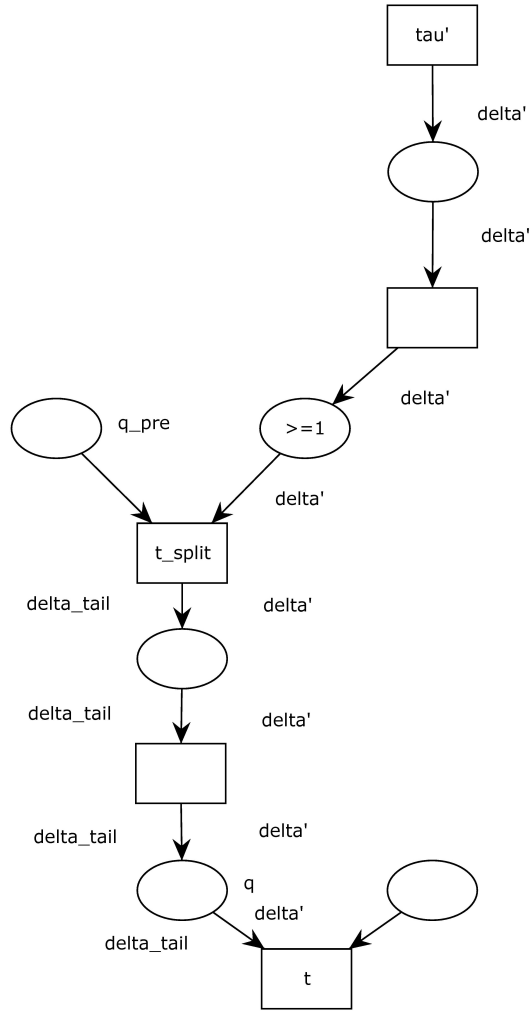 tau'
delta'
delta'
delta'
q_pre
>=1
delta'
t_split
delta_tail
delta'
delta_tail
delta'
delta_tail
delta'
q
delta'
delta_tail
t